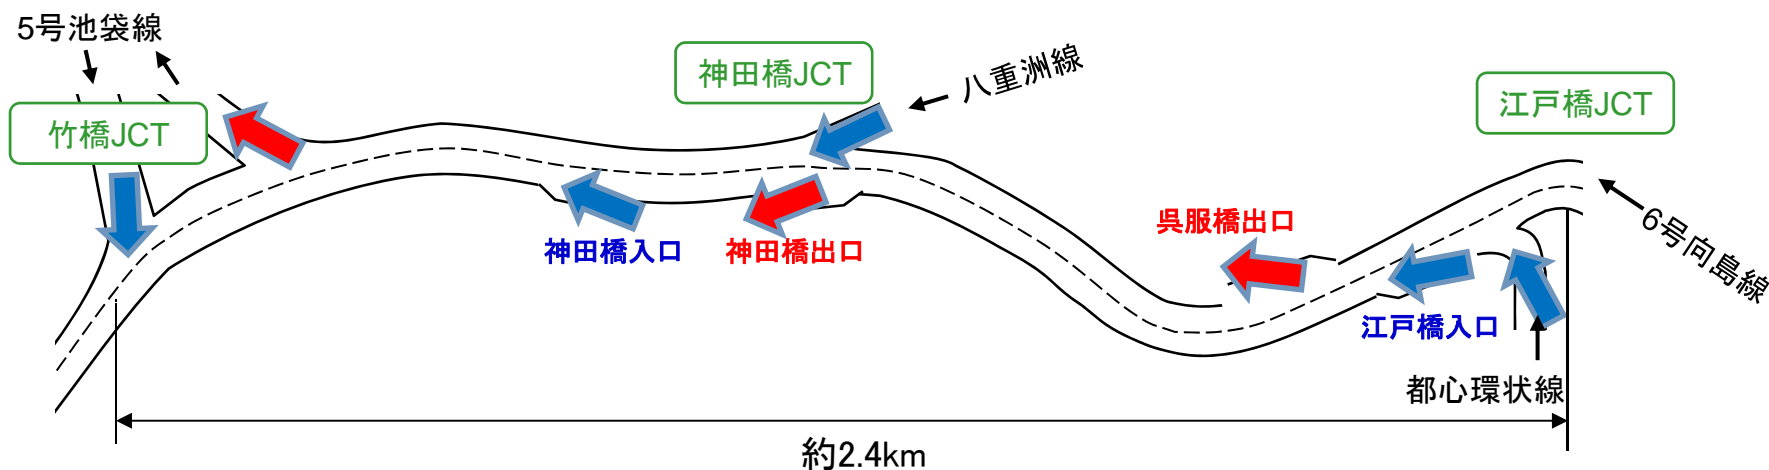 5号池袋線
竹橋JCT
神田橋JCT
八重洲線
江戸橋JCT
神田橋入口
神田橋出口
呉服橋出口
江戸橋入口
6号向島線
都心環状線
約2.4km